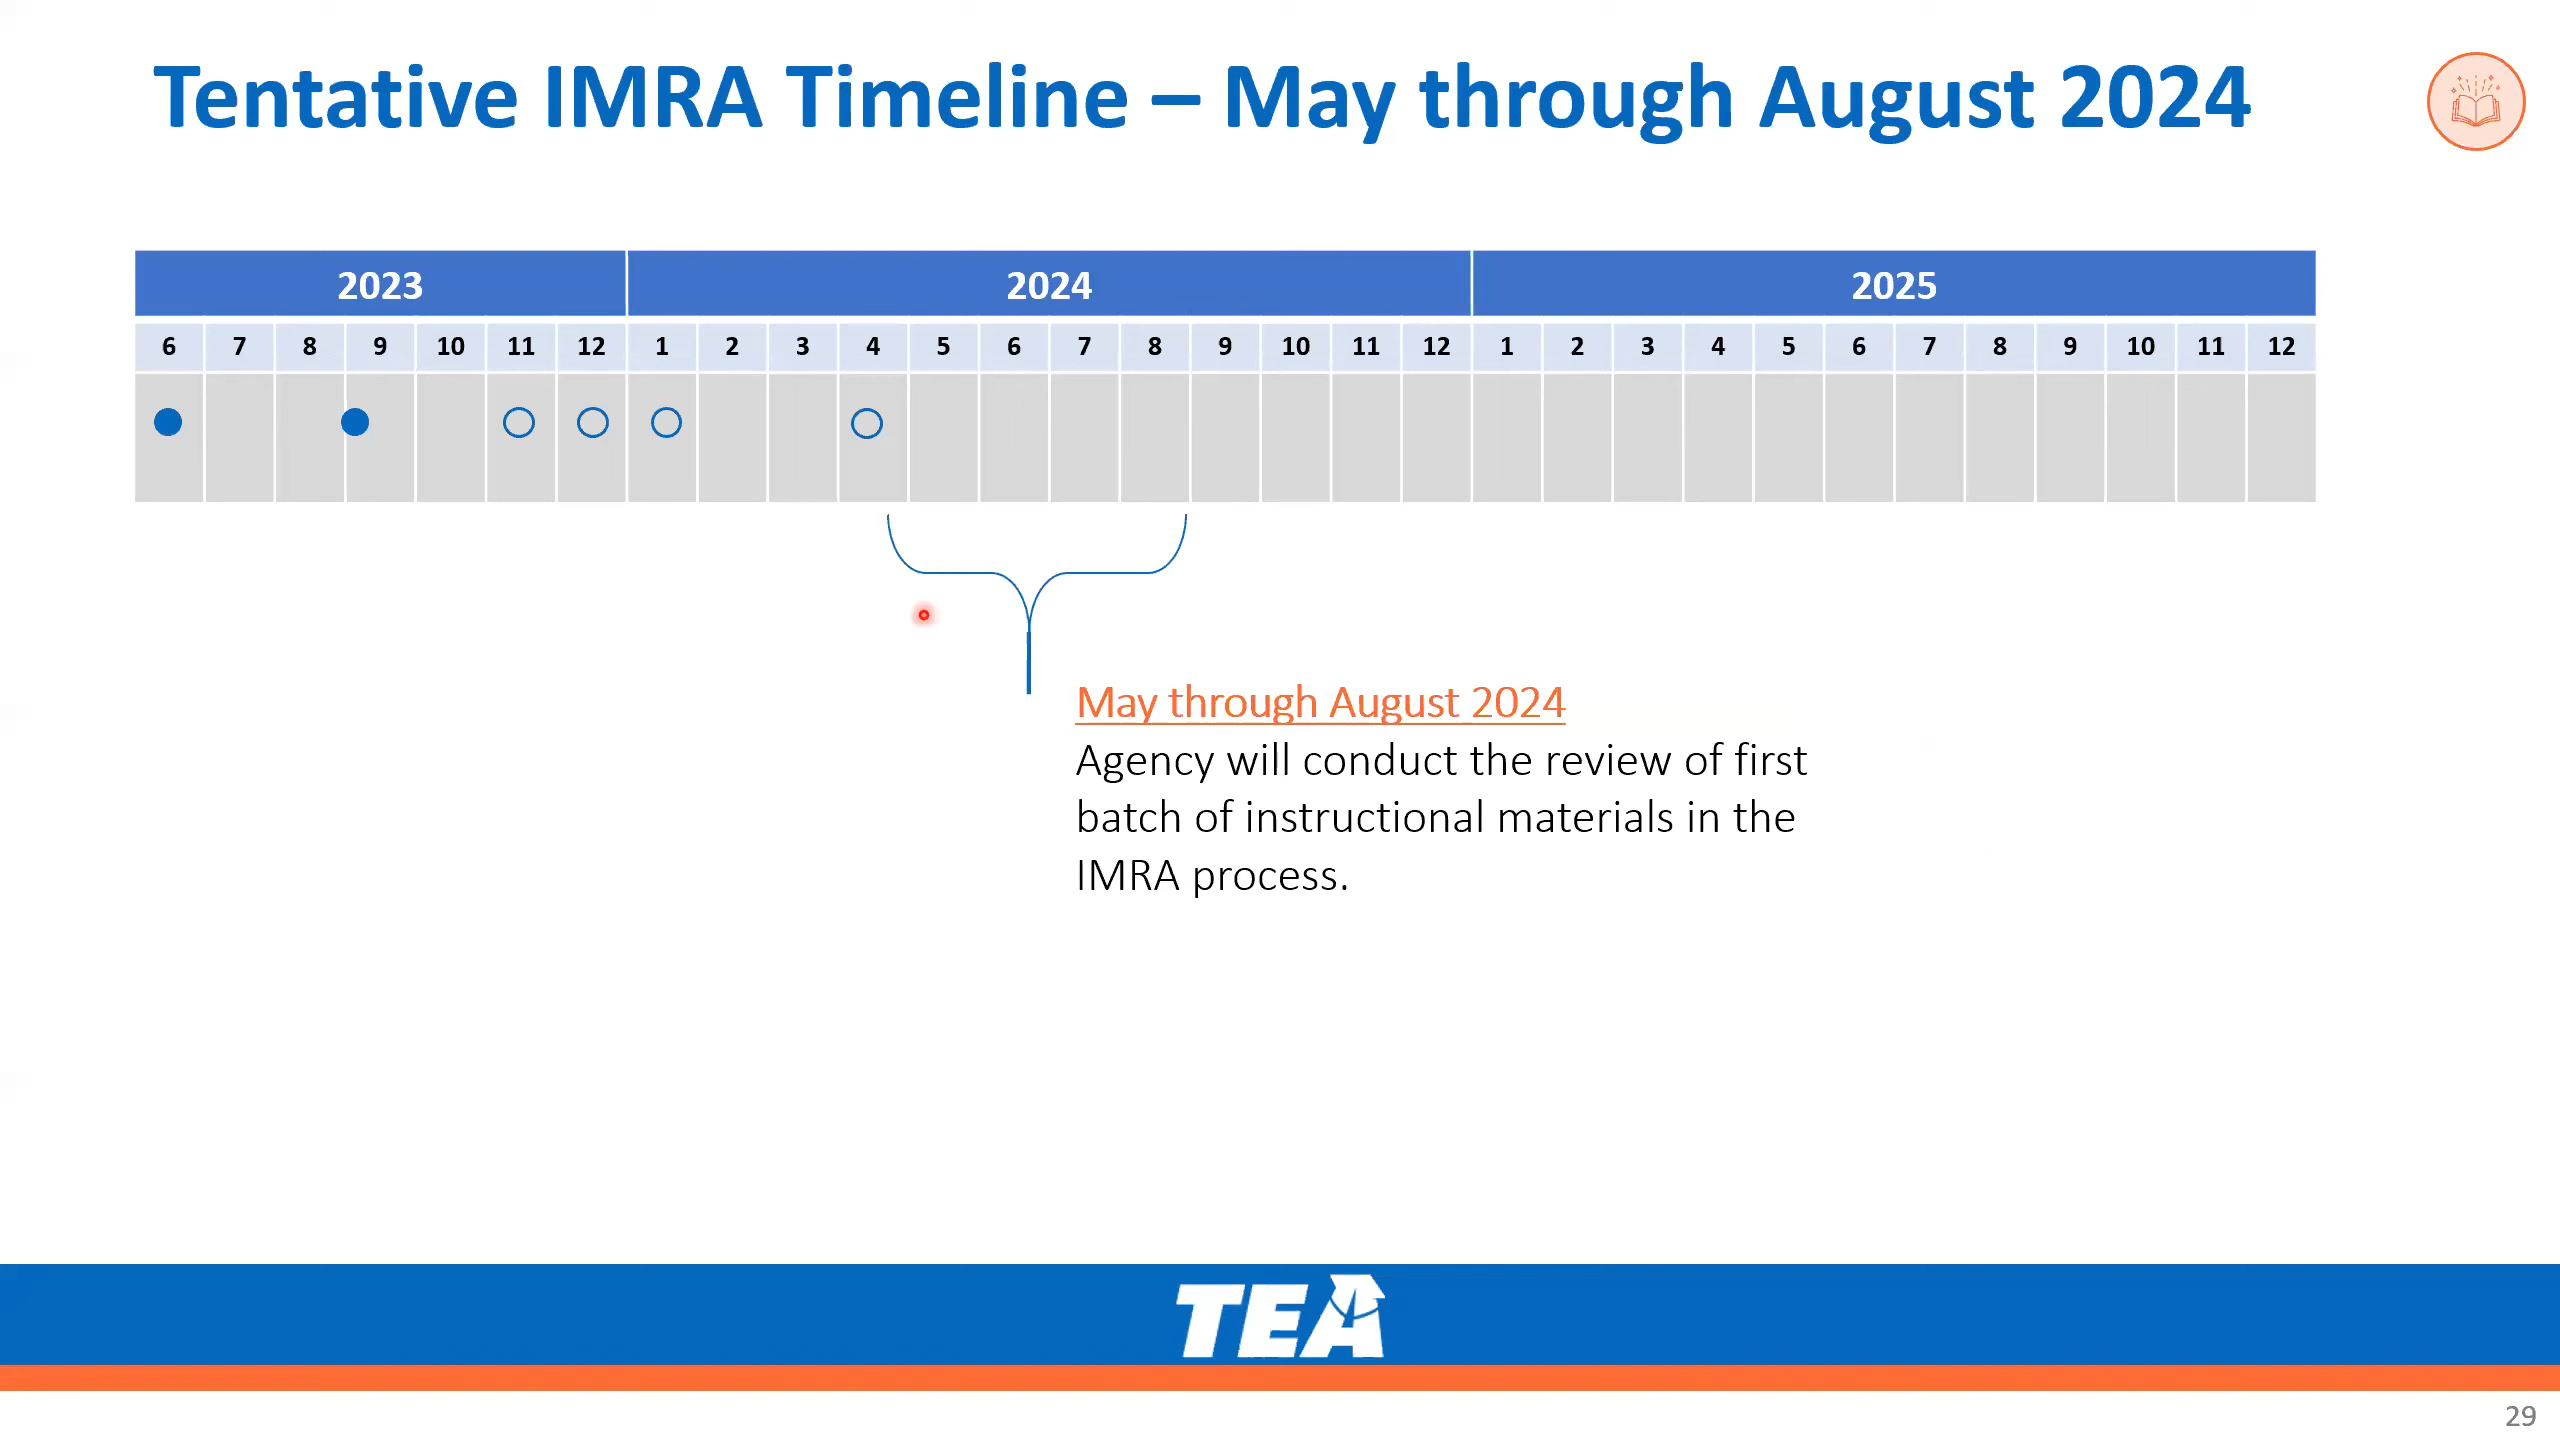 Tentative IMRA Timeline – May through August 2024
2023 2024 2025
6 7 8 9 10 11 12 1 2 3 4 5 6 7 8 9 10 11 12 1 2 3 4 5 6 7 8 9 10 11 12
May through August 2024
Agency will conduct the review of first
batch of instructional materials in the
IMRA process.
TEA
29